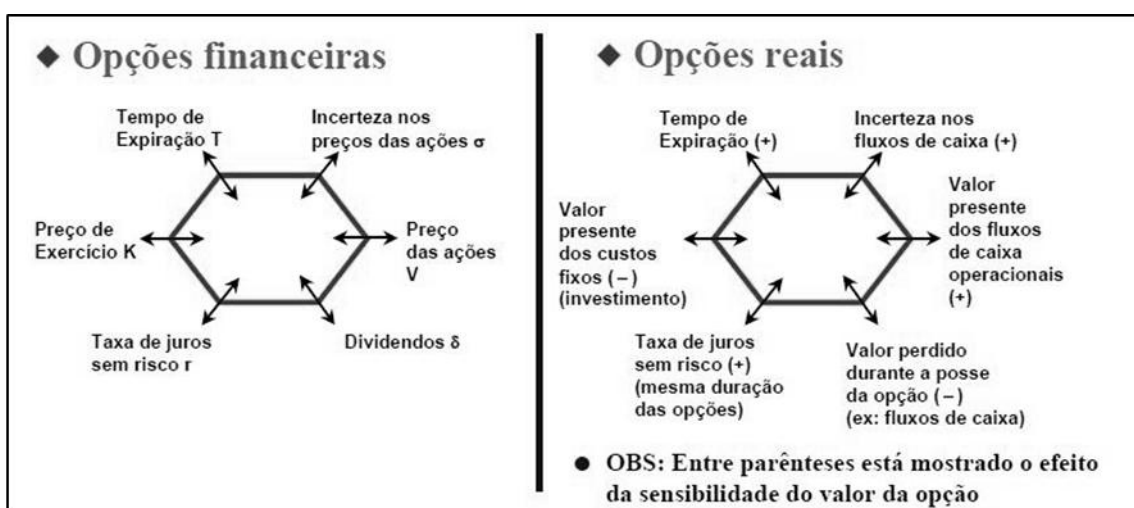 ◆ Opções financeiras
Tempo de
Expiração T
Incerteza nos
preços das ações σ
Preço de
Exercício K
Preço
das ações
V
Taxa de juros
sem risco r
Dividendos δ
◆ Opções reais
Tempo de
Expiração (+)
Incerteza nos
fluxos de caixa (+)
Valor
presente
dos custos
fixos (–)
(investimento)
Valor
presente
dos fluxos
de caixa
operacionais
(+)
Taxa de juros
sem risco (+)
(mesma duração
das opções)
Valor perdido
durante a posse
da opção (–)
(ex: fluxos de caixa)
● OBS: Entre parênteses está mostrado o efeito
da sensibilidade do valor da opção